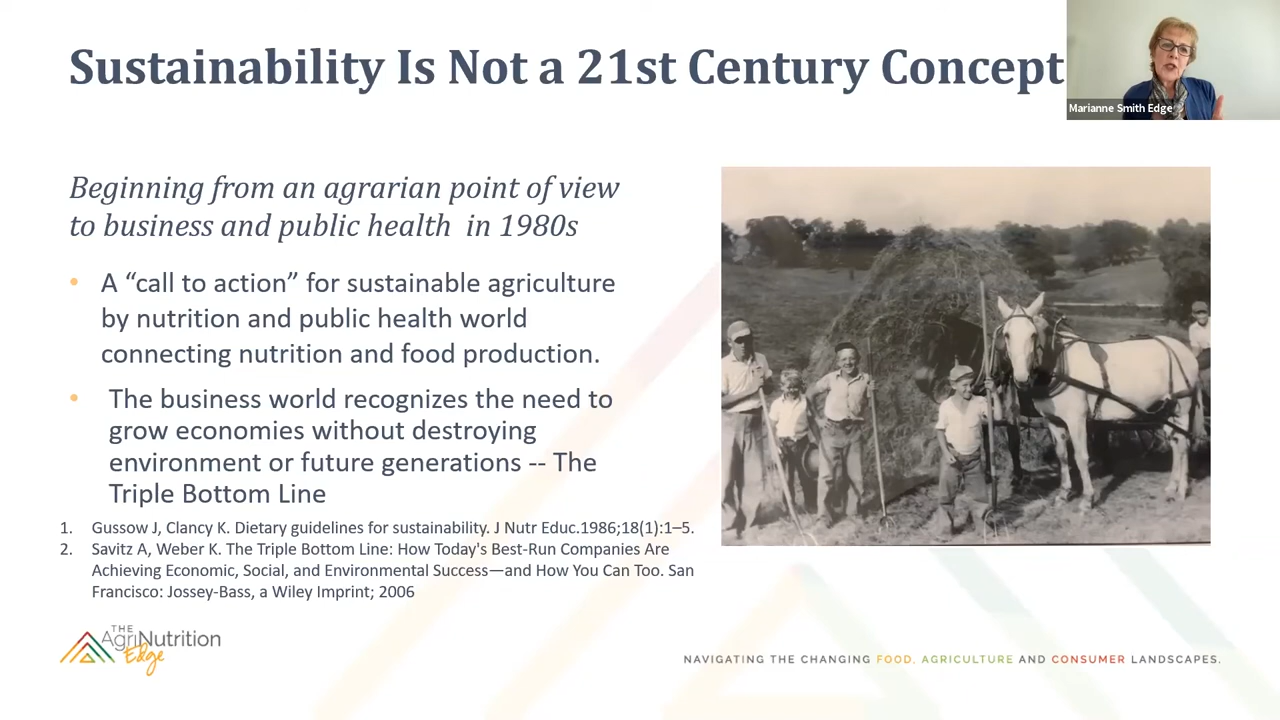 Sustainability Is Not a 21st Century Concept
Marianne Smith Edge
Beginning from an agrarian point of view
to business and public health in 1980s
• A “call to action” for sustainable agriculture
by nutrition and public health world
connecting nutrition and food production.
• The business world recognizes the need to
grow economies without destroying
environment or future generations -- The
Triple Bottom Line
1. Gussow J, Clancy K. Dietary guidelines for sustainability. J Nutr Educ.1986;18(1):1–5.
2. Savitz A, Weber K. The Triple Bottom Line: How Today's Best-Run Companies Are
Achieving Economic, Social, and Environmental Success—and How You Can Too. San
Francisco: Jossey-Bass, a Wiley Imprint; 2006
THE
AgriNutrition
Edge
NAVIGATING THE CHANGING FOOD, AGRICULTURE AND CONSUMER LANDSCAPES.